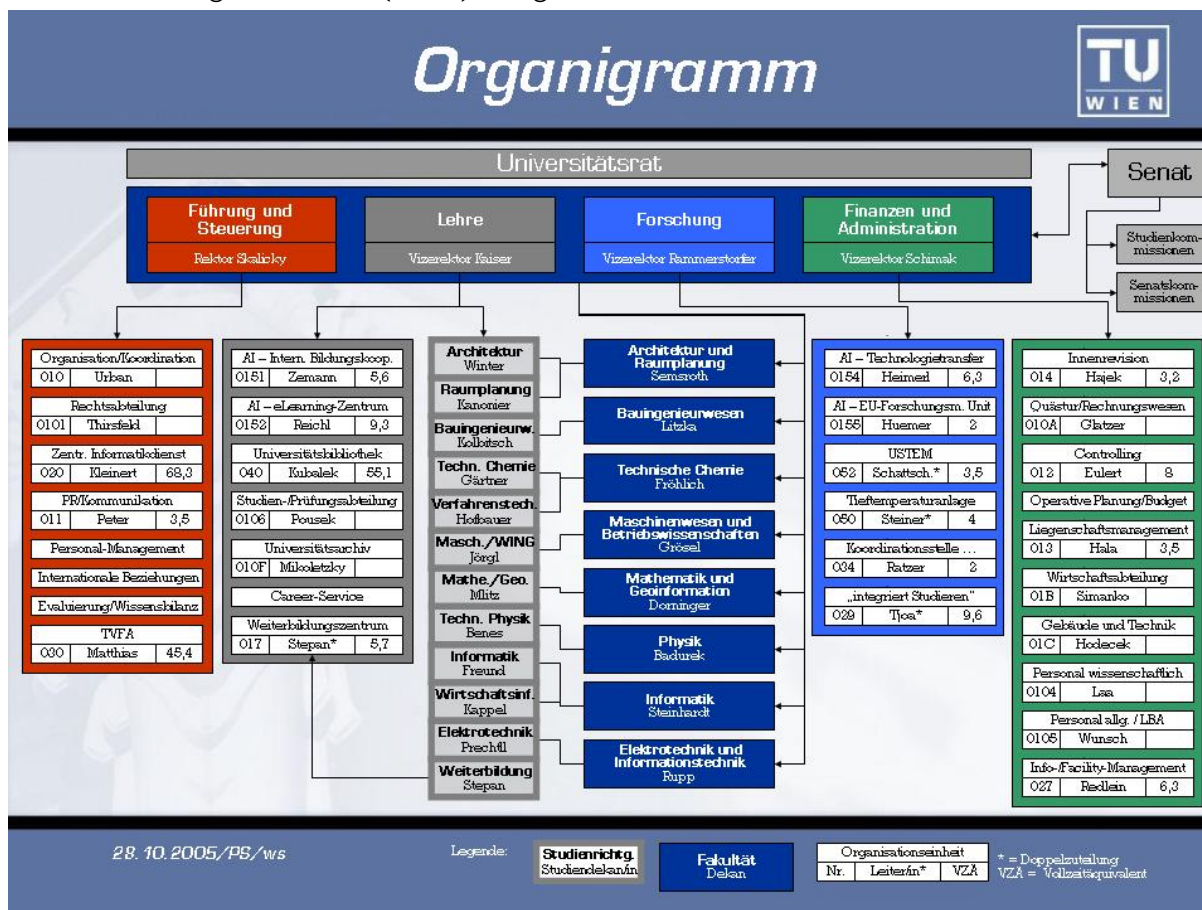 Organigramm
TU
WIEN
Universitätsrat
Senat
Führung und
Steuerung
Rektor Skalicky
Lehre
Vizerektor Kaiser
Forschung
Vizerektor Rammerstorfer
Finanzen und
Administration
Vizerektor Schimak
Studienkom-
missionen
Senatskom-
missionen
Organisation/Koordination
010 Urban
Rechtsabteilung
0101 Thirsfeld
Zentr. Informatikdienst
020 Kleinert 68,3
PR/Kommunikation
011 Peter 3,5
Personal-Management
Internationale Beziehungen
Evaluierung/Wissensbilanz
TVFA
030 Matthias 45,4
AI – Intern. Bildungskoop.
0151 Zemann 5,6
AI – eLearning-Zentrum
0152 Reichl 9,3
Universitätsbibliothek
040 Kubalek 55,1
Studien-/Prüfungsabteilung
0106 Pousek
Universitätsarchiv
010F Mikoletzky
Career-Service
Weiterbildungszentrum
017 Stepan* 5,7
Architektur
Winter
Raumplanung
Kanonier
Bauingenieurw.
Kolbitsch
Techn. Chemie
Gärtner
Verfahrenstech.
Hofbauer
Masch./WING
Jörgl
Mathe./Geo.
Mlitz
Techn. Physik
Benes
Informatik
Freund
Wirtschaftsinf.
Kappel
Elektrotechnik
Prechtl
Weiterbildung
Stepan
Architektur und
Raumplanung
Semsroth
Bauingenieurwesen
Litzka
Technische Chemie
Fröhlich
Maschinenwesen und
Betriebswissenschaften
Grösel
Mathematik und
Geoinformation
Dorninger
Physik
Badurek
Informatik
Steinhardt
Elektrotechnik und
Informationstechnik
Rupp
AI – Technologietransfer
0154 Heimerl 6,3
AI – EU-Forschungsm. Unit
0155 Huemer 2
USTEM
052 Schattsch.* 3,5
Tieftemperaturanlage
050 Steiner* 4
Koordinationsstelle ...
034 Ratzer 2
„integriert Studieren"
029 Tjoa* 9,6
Innenrevision
014 Hajek 3,2
Quästur/Rechnungswesen
010A Glatzer
Controlling
012 Eulert 8
Operative Planung/Budget
Liegenschaftsmanagement
013 Hala 3,5
Wirtschaftsabteilung
01B Simanko
Gebäude und Technik
01C Hodecek
Personal wissenschaftlich
0104 Laa
Personal allg. / LBA
0105 Wunsch
Info-/Facility-Management
027 Redlein 6,3
28.10.2005/PS/ws
Legende:
Studienrichtg.
Studiendekan/in
Fakultät
Dekan
Organisationseinheit
Nr. Leiter/in* VZÄ
* = Doppelzuteilung
VZÄ = Vollzeitäquivalent